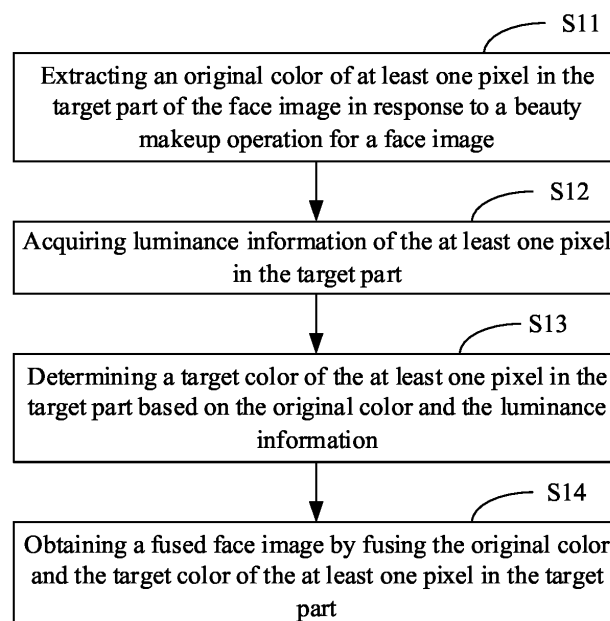 S11
Extracting an original color of at least one pixel in the
target part of the face image in response to a beauty
makeup operation for a face image
S12
Acquiring luminance information of the at least one pixel
in the target part
S13
Determining a target color of the at least one pixel in the
target part based on the original color and the luminance
information
S14
Obtaining a fused face image by fusing the original color
and the target color of the at least one pixel in the target
part